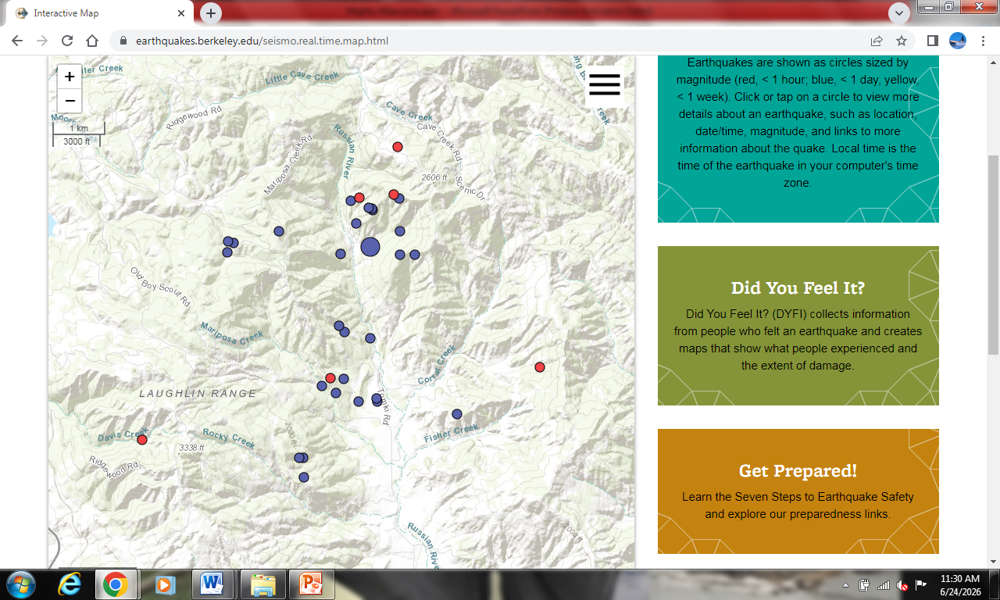 Interactive Map
earthquakes.berkeley.edu/seismo.real.time.map.html
+
−
1 km
3000 ft
iter Creek
Little Cave Creek
Ridgewood Rd
Moore
Mariposa Creek Rd
Russian River
Cave Creek
Cave Creek Rd
2606 ft
Scenic Dr
Old Boy Scout Rd
Mariposa Creek
Corral Creek
LAUGHLIN RANGE
Tomki Rd
Davis Creek
Rocky Creek
2000 ft
Fisher Creek
3338 ft
Ridgewood Rd
Russian Rive
Earthquakes are shown as circles sized by
magnitude (red, < 1 hour; blue, < 1 day, yellow,
< 1 week). Click or tap on a circle to view more
details about an earthquake, such as location,
date/time, magnitude, and links to more
information about the quake. Local time is the
time of the earthquake in your computer's time
zone.
Did You Feel It?
Did You Feel It? (DYFI) collects information
from people who felt an earthquake and creates
maps that show what people experienced and
the extent of damage.
Get Prepared!
Learn the Seven Steps to Earthquake Safety
and explore our preparedness links.
11:30 AM
6/24/2026